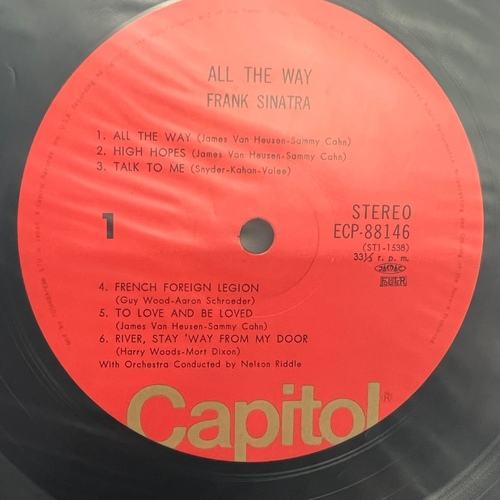 ALL THE WAY
FRANK SINATRA
1. ALL THE WAY (James Van Heusen-Sammy Cahn)
2. HIGH HOPES (James Van Heusen-Sammy Cahn)
3. TALK TO ME (Snyder-Kahan-Valee)
1
STEREO
ECP-88146
(ST1-1538)
33⅓ r. p. m.
4. FRENCH FOREIGN LEGION
(Guy Wood-Aaron Schroeder)
5. TO LOVE AND BE LOVED
(James Van Heusen-Sammy Cahn)
6. RIVER, STAY 'WAY FROM MY DOOR
(Harry Woods-Mort Dixon)
With Orchestra Conducted by Nelson Riddle
Capitol